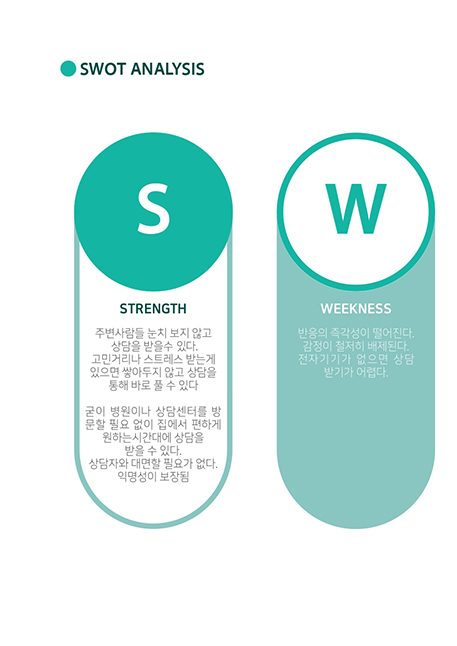 SWOT ANALYSIS
S
STRENGTH
주변사람들 눈치 보지 않고
상담을 받을수 있다.
고민거리나 스트레스 받는게
있으면 쌓아두지 않고 상담을
통해 바로 풀 수 있다
굳이 병원이나 상담센터를 방
문할 필요 없이 집에서 편하게
원하는시간대에 상담을
받을 수 있다.
상담자와 대면할 필요가 없다.
익명성이 보장됨
W
WEEKNESS
반응의 즉각성이 떨어진다.
감정이 철저히 배제된다.
전자기기가 없으면 상담
받기가 어렵다.